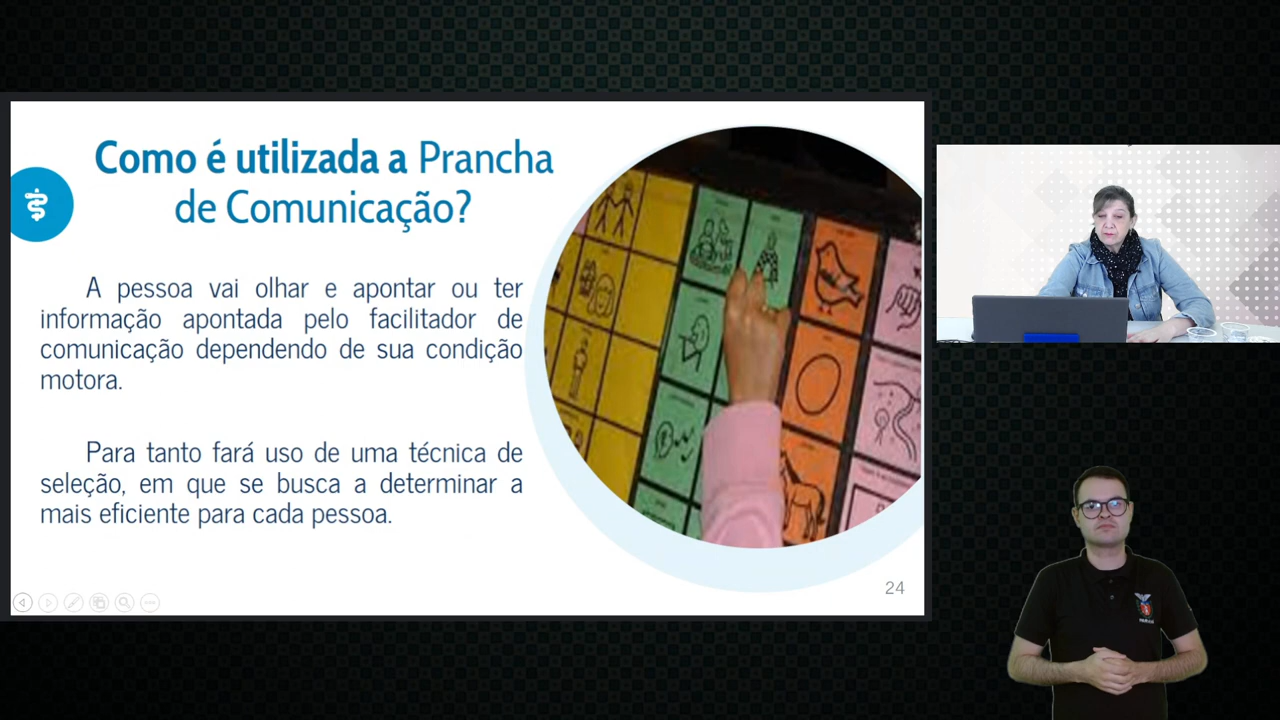 Como é utilizada a Prancha
de Comunicação?
A pessoa vai olhar e apontar ou ter
informação apontada pelo facilitador de
comunicação dependendo de sua condição
motora.
Para tanto fará uso de uma técnica de
seleção, em que se busca a determinar a
mais eficiente para cada pessoa.
24